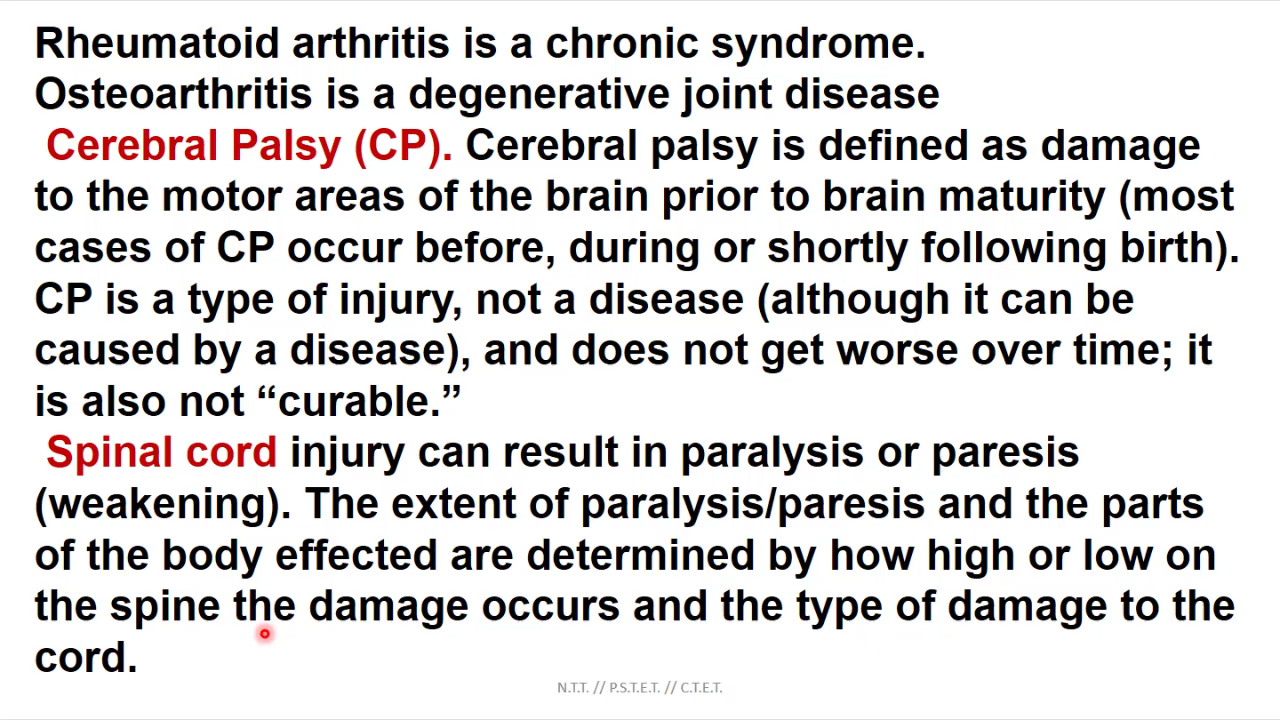 Rheumatoid arthritis is a chronic syndrome.
Osteoarthritis is a degenerative joint disease
Cerebral Palsy (CP). Cerebral palsy is defined as damage
to the motor areas of the brain prior to brain maturity (most
cases of CP occur before, during or shortly following birth).
CP is a type of injury, not a disease (although it can be
caused by a disease), and does not get worse over time; it
is also not “curable.”
Spinal cord injury can result in paralysis or paresis
(weakening). The extent of paralysis/paresis and the parts
of the body effected are determined by how high or low on
the spine the damage occurs and the type of damage to the
cord.
N.T.T. // P.S.T.E.T. // C.T.E.T.